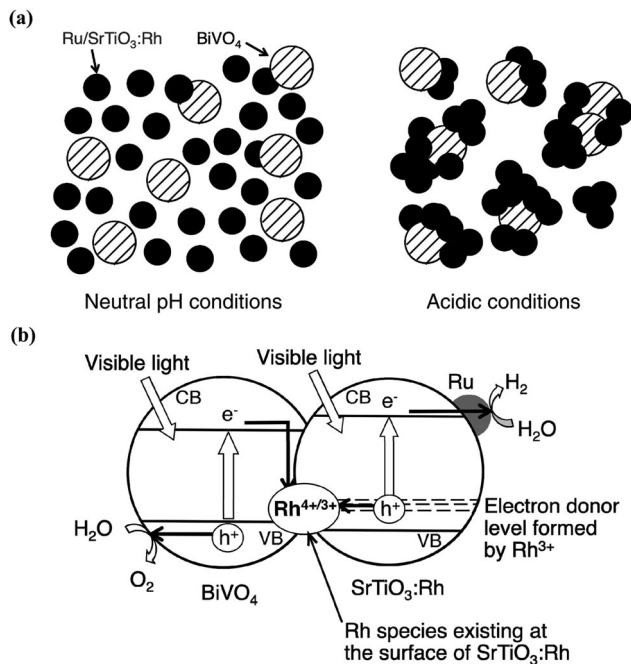 (a)
Ru/SrTiO₃:Rh
BiVO₄
Neutral pH conditions
Acidic conditions
(b)
Visible light
Visible light
CB
CB
Ru
H₂
e⁻
e⁻
H₂O
Rh⁴⁺/³⁺
h⁺
Electron donor
level formed
by Rh³⁺
H₂O
h⁺
VB
VB
O₂
BiVO₄
SrTiO₃:Rh
Rh species existing at
the surface of SrTiO₃:Rh